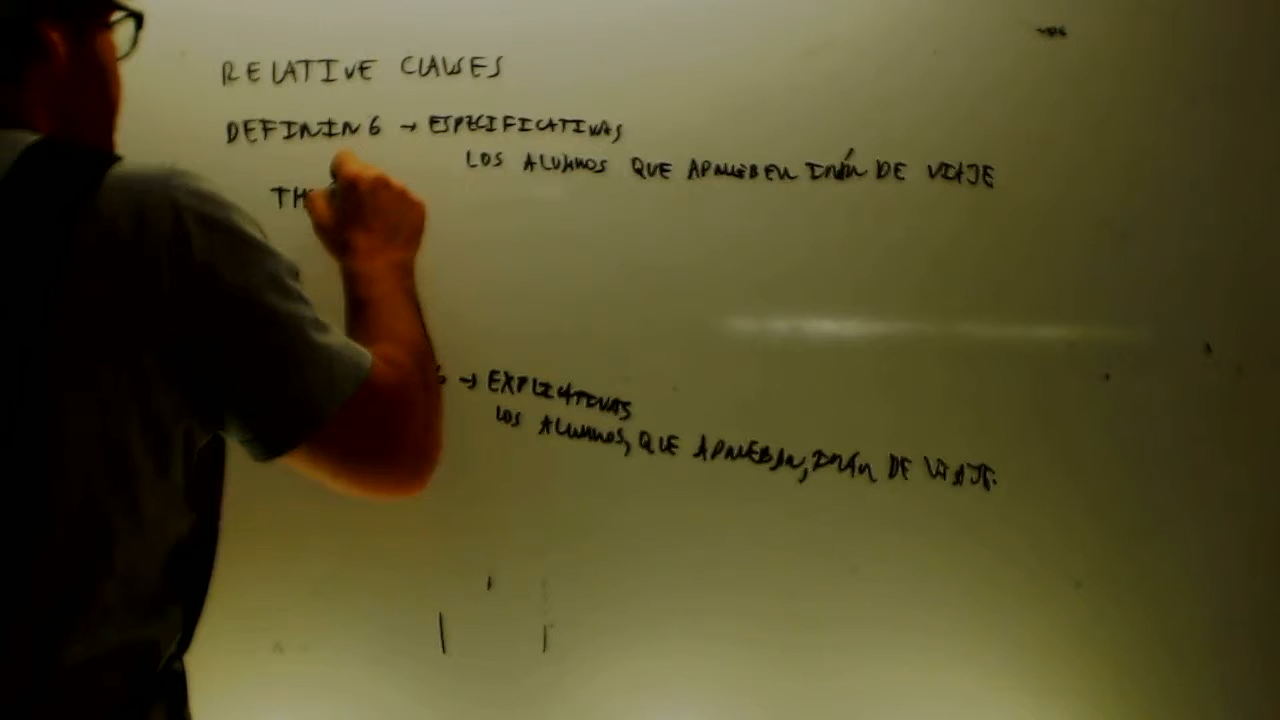 RELATIVE CLAUSES
DEFINING → ESPECIFICATIVAS
LOS ALUMNOS QUE APRUEBEN IRÁN DE VIAJE
TH
→ EXPLICATIVAS
LOS ALUMNOS, QUE APRUEBAN, IRÁN DE VIAJE.